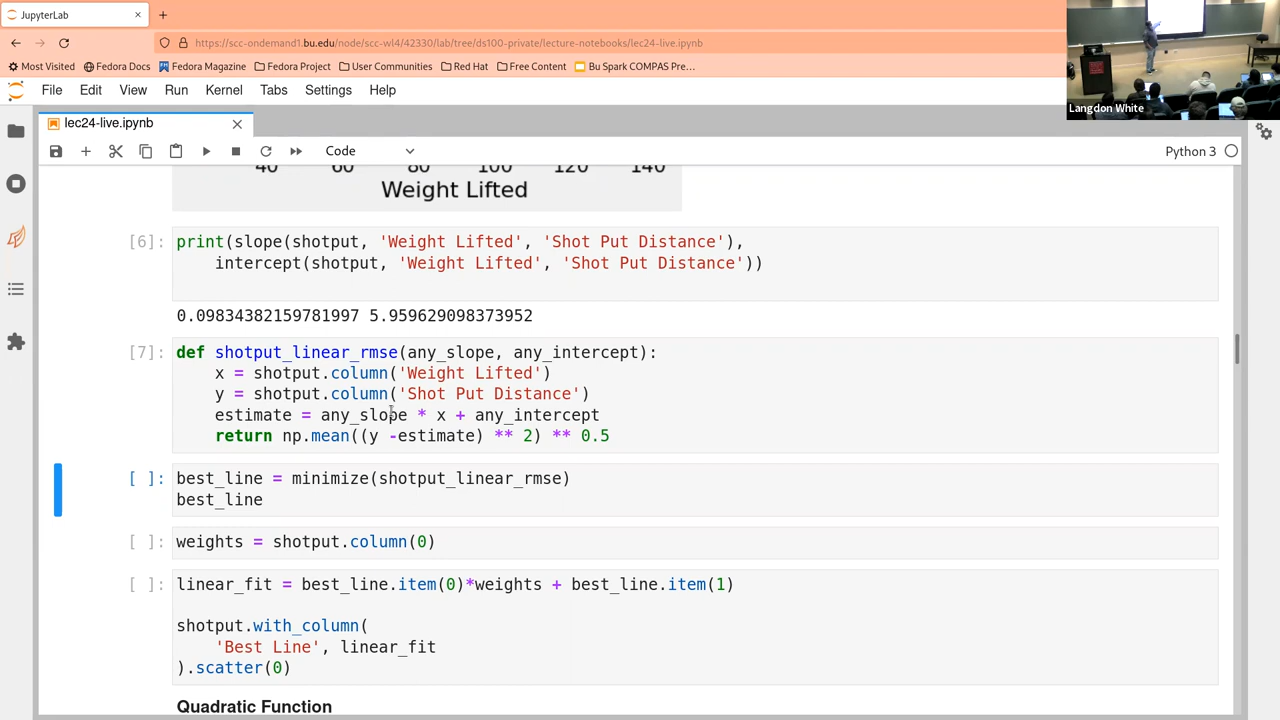 JupyterLab
https://scc-ondemand1.bu.edu/node/scc-wl4/42330/lab/tree/ds100-private/lecture-notebooks/lec24-live.ipynb
Most Visited Fedora Docs Fedora Magazine Fedora Project User Communities Red Hat Free Content Bu Spark COMPAS Pre...
Langdon White
File Edit View Run Kernel Tabs Settings Help
lec24-live.ipynb
Code Python 3
40 60 80 100 120 140
Weight Lifted
[6]: print(slope(shotput, 'Weight Lifted', 'Shot Put Distance'),
intercept(shotput, 'Weight Lifted', 'Shot Put Distance'))
0.09834382159781997 5.959629098373952
[7]: def shotput_linear_rmse(any_slope, any_intercept):
x = shotput.column('Weight Lifted')
y = shotput.column('Shot Put Distance')
estimate = any_slope * x + any_intercept
return np.mean((y -estimate) ** 2) ** 0.5
[ ]: best_line = minimize(shotput_linear_rmse)
best_line
[ ]: weights = shotput.column(0)
[ ]: linear_fit = best_line.item(0)*weights + best_line.item(1)
shotput.with_column(
'Best Line', linear_fit
).scatter(0)
Quadratic Function